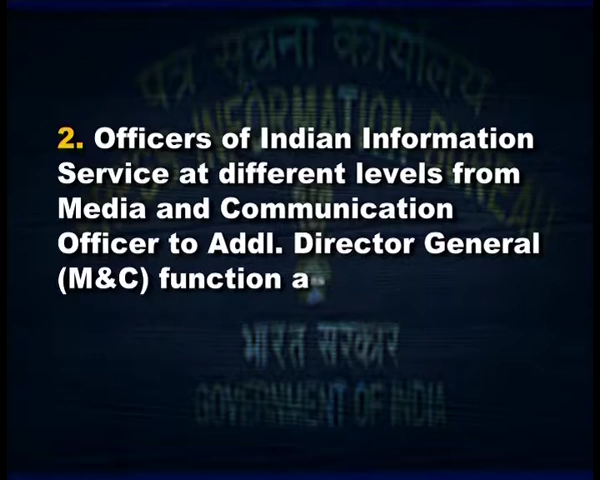 पत्र सूचना कार्यालय
INFORMATION BUREAU
2. Officers of Indian Information
Service at different levels from
Media and Communication
Officer to Addl. Director General
(M&C) function a
भारत सरकार
GOVERNMENT OF INDIA